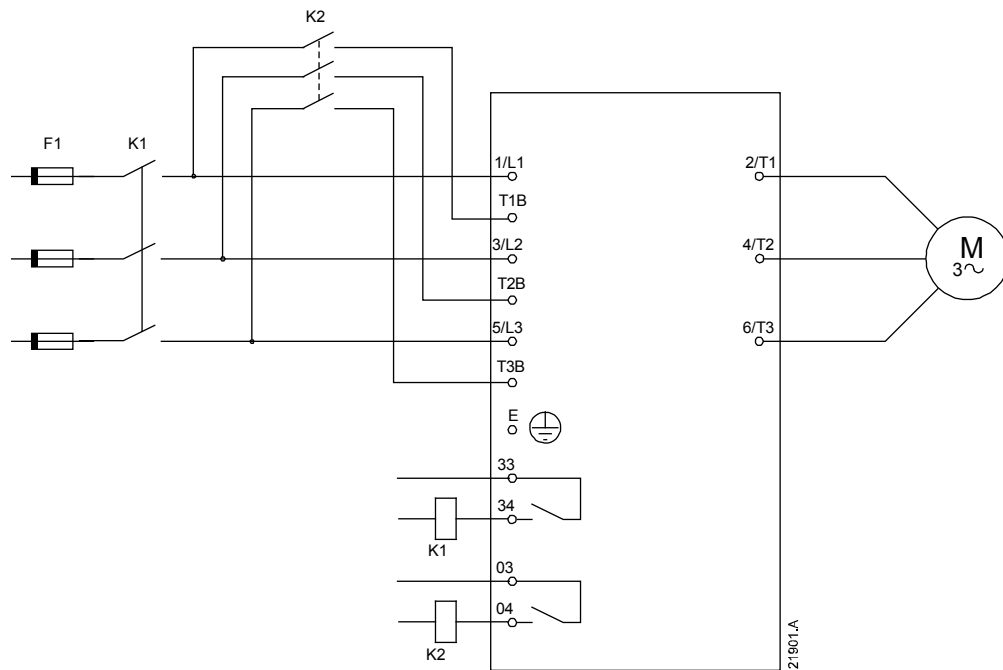 K2
F1
K1
1/L1
2/T1
T1B
3/L2
4/T2
M
3~
T2B
5/L3
6/T3
T3B
E
33
34
K1
03
04
K2
21901.A